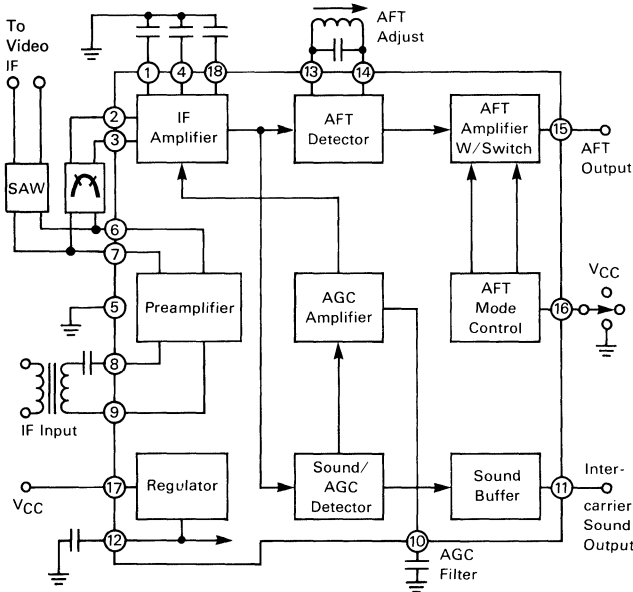 To
Video
IF
AFT
Adjust
1
4
18
13
14
2
3
IF
Amplifier
AFT
Detector
AFT
Amplifier
W/Switch
15
AFT
Output
SAW
6
7
5
Preamplifier
AGC
Amplifier
AFT
Mode
Control
16
VCC
8
9
IF Input
17
VCC
Regulator
Sound/
AGC
Detector
Sound
Buffer
11
Inter-
carrier
Sound
Output
12
10
AGC
Filter